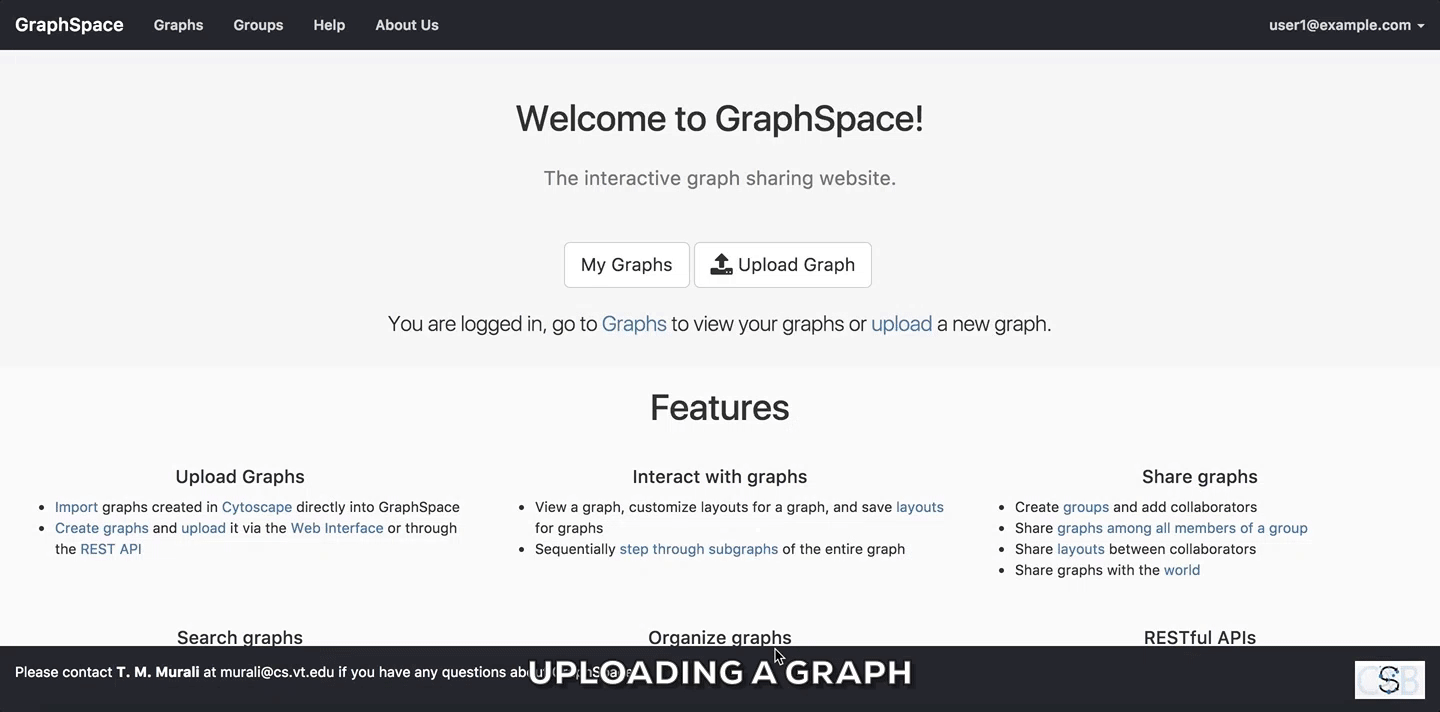 GraphSpace Graphs Groups Help About Us user1@example.com
Welcome to GraphSpace!
The interactive graph sharing website.
My Graphs Upload Graph
You are logged in, go to Graphs to view your graphs or upload a new graph.
Features
Upload Graphs
Import graphs created in Cytoscape directly into GraphSpace
Create graphs and upload it via the Web Interface or through
the REST API
Interact with graphs
View a graph, customize layouts for a graph, and save layouts
for graphs
Sequentially step through subgraphs of the entire graph
Share graphs
Create groups and add collaborators
Share graphs among all members of a group
Share layouts between collaborators
Share graphs with the world
Search graphs
Organize graphs
RESTful APIs
Please contact T. M. Murali at murali@cs.vt.edu if you have any questions
UPLOADING A GRAPH
CSB